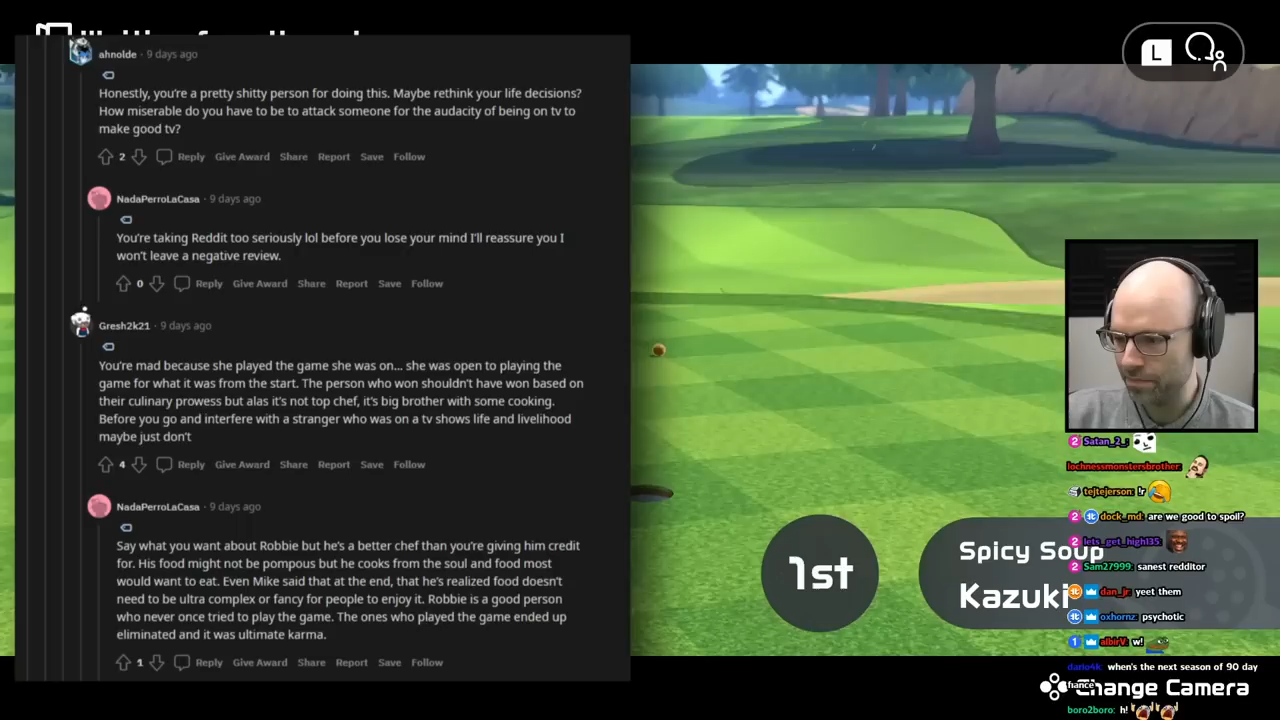 ahnolde · 9 days ago
Honestly, you're a pretty shitty person for doing this. Maybe rethink your life decisions?
How miserable do you have to be to attack someone for the audacity of being on tv to
make good tv?
2 Reply Give Award Share Report Save Follow
NadaPerroLaCasa · 9 days ago
You're taking Reddit too seriously lol before you lose your mind I'll reassure you I
won't leave a negative review.
0 Reply Give Award Share Report Save Follow
Gresh2k21 · 9 days ago
You're mad because she played the game she was on... she was open to playing the
game for what it was from the start. The person who won shouldn't have won based on
their culinary prowess but alas it's not top chef, it's big brother with some cooking.
Before you go and interfere with a stranger who was on a tv shows life and livelihood
maybe just don't
4 Reply Give Award Share Report Save Follow
NadaPerroLaCasa · 9 days ago
Say what you want about Robbie but he's a better chef than you're giving him credit
for. His food might not be pompous but he cooks from the soul and food most
would want to eat. Even Mike said that at the end, that he's realized food doesn't
need to be ultra complex or fancy for people to enjoy it. Robbie is a good person
who never once tried to play the game. The ones who played the game ended up
eliminated and it was ultimate karma.
1 Reply Give Award Share Report Save Follow
L
1st
Spicy Soup
Kazuki
Change Camera
2 Satan_2_:
lochnessmonstersbrother:
tejtejerson: !r
2 dock_md: are we good to spoil?
2 lets_get_high135:
2 Sam27999: sanest redditor
dan_jr: yeet them
oxhornz: psychotic
1 albirV: w!
dario4k: when's the next season of 90 day
fiance
boro2boro: h!